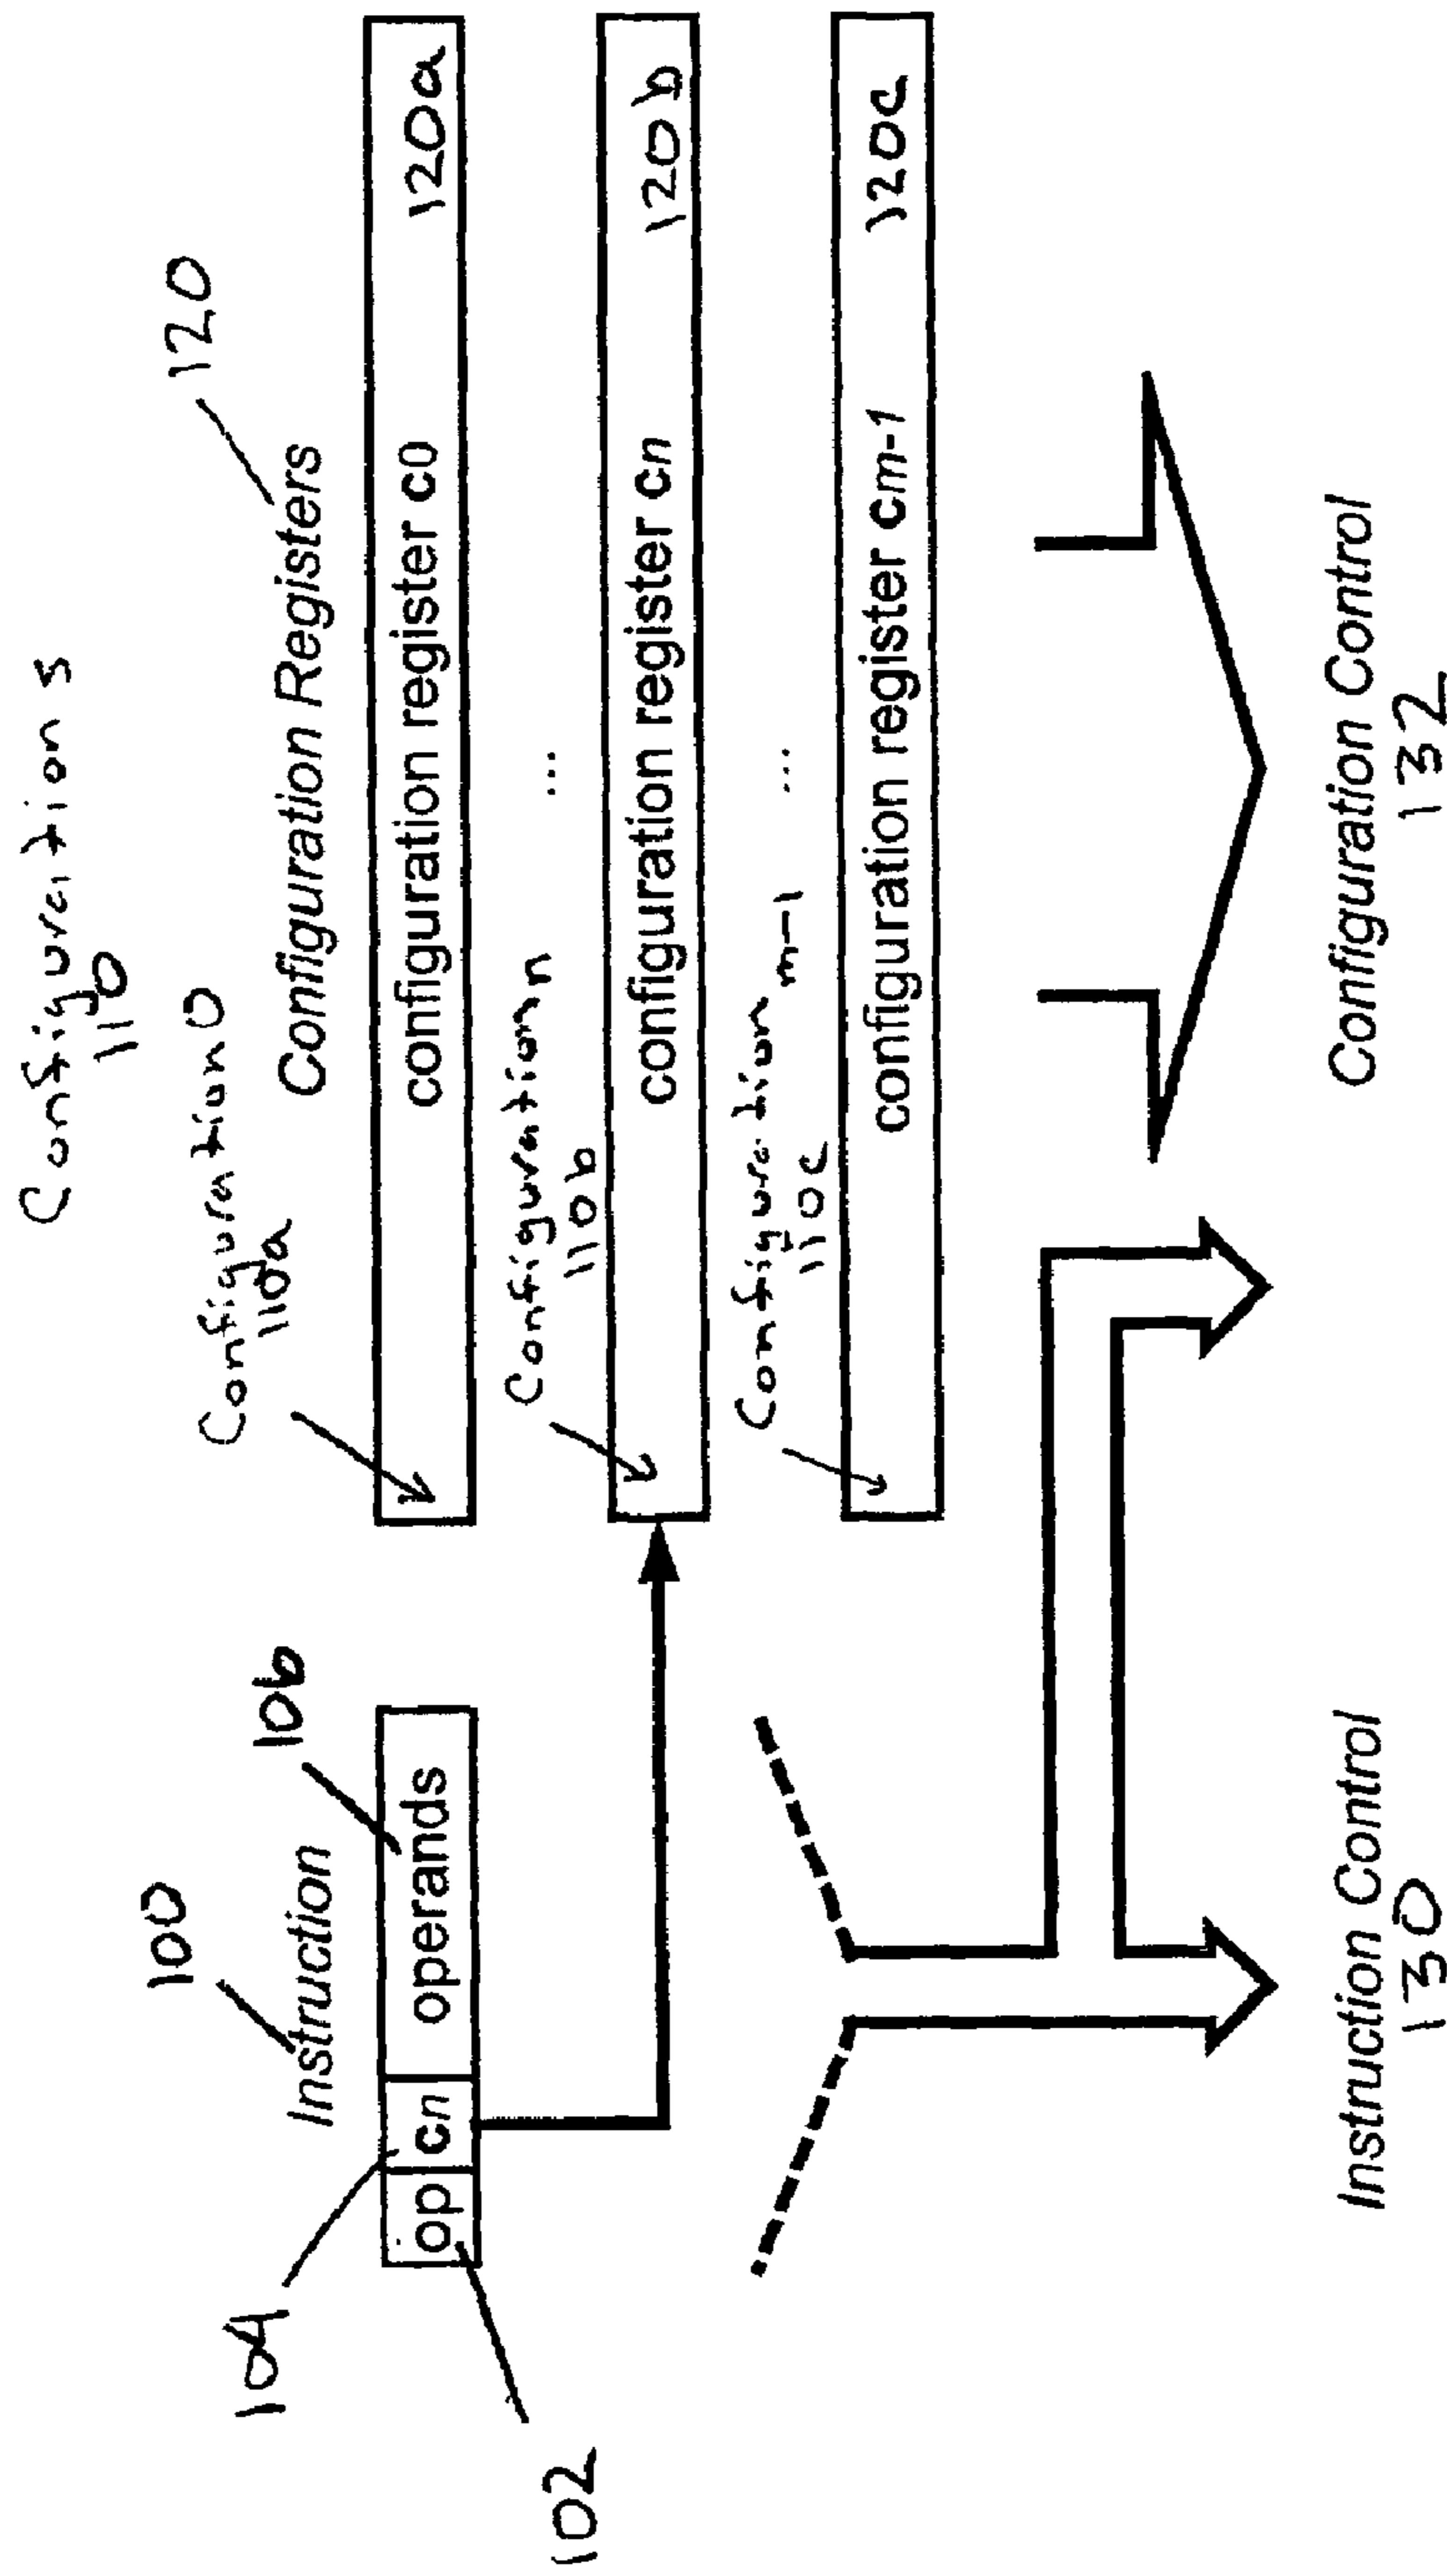 Configurations
110
Configuration 0
110a
120
Configuration Registers
configuration register c0 120a
Configuration n
110b
...
configuration register cn 120b
Configuration m-1
110c
...
configuration register cm-1 120c
100
Instruction
104
106
op cn operands
102
Instruction Control
130
Configuration Control
132